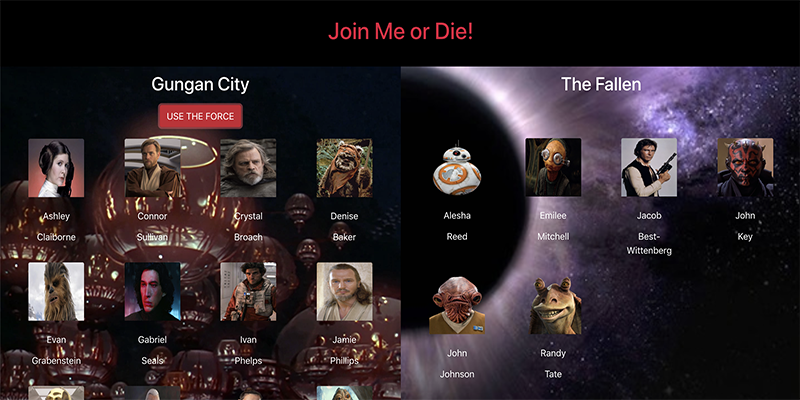 Join Me or Die!
Gungan City
USE THE FORCE
Ashley
Claiborne
Connor
Sullivan
Crystal
Broach
Denise
Baker
Evan
Grabenstein
Gabriel
Seals
Ivan
Phelps
Jamie
Phillips
The Fallen
Alesha
Reed
Emilee
Mitchell
Jacob
Best-
Wittenberg
John
Key
John
Johnson
Randy
Tate